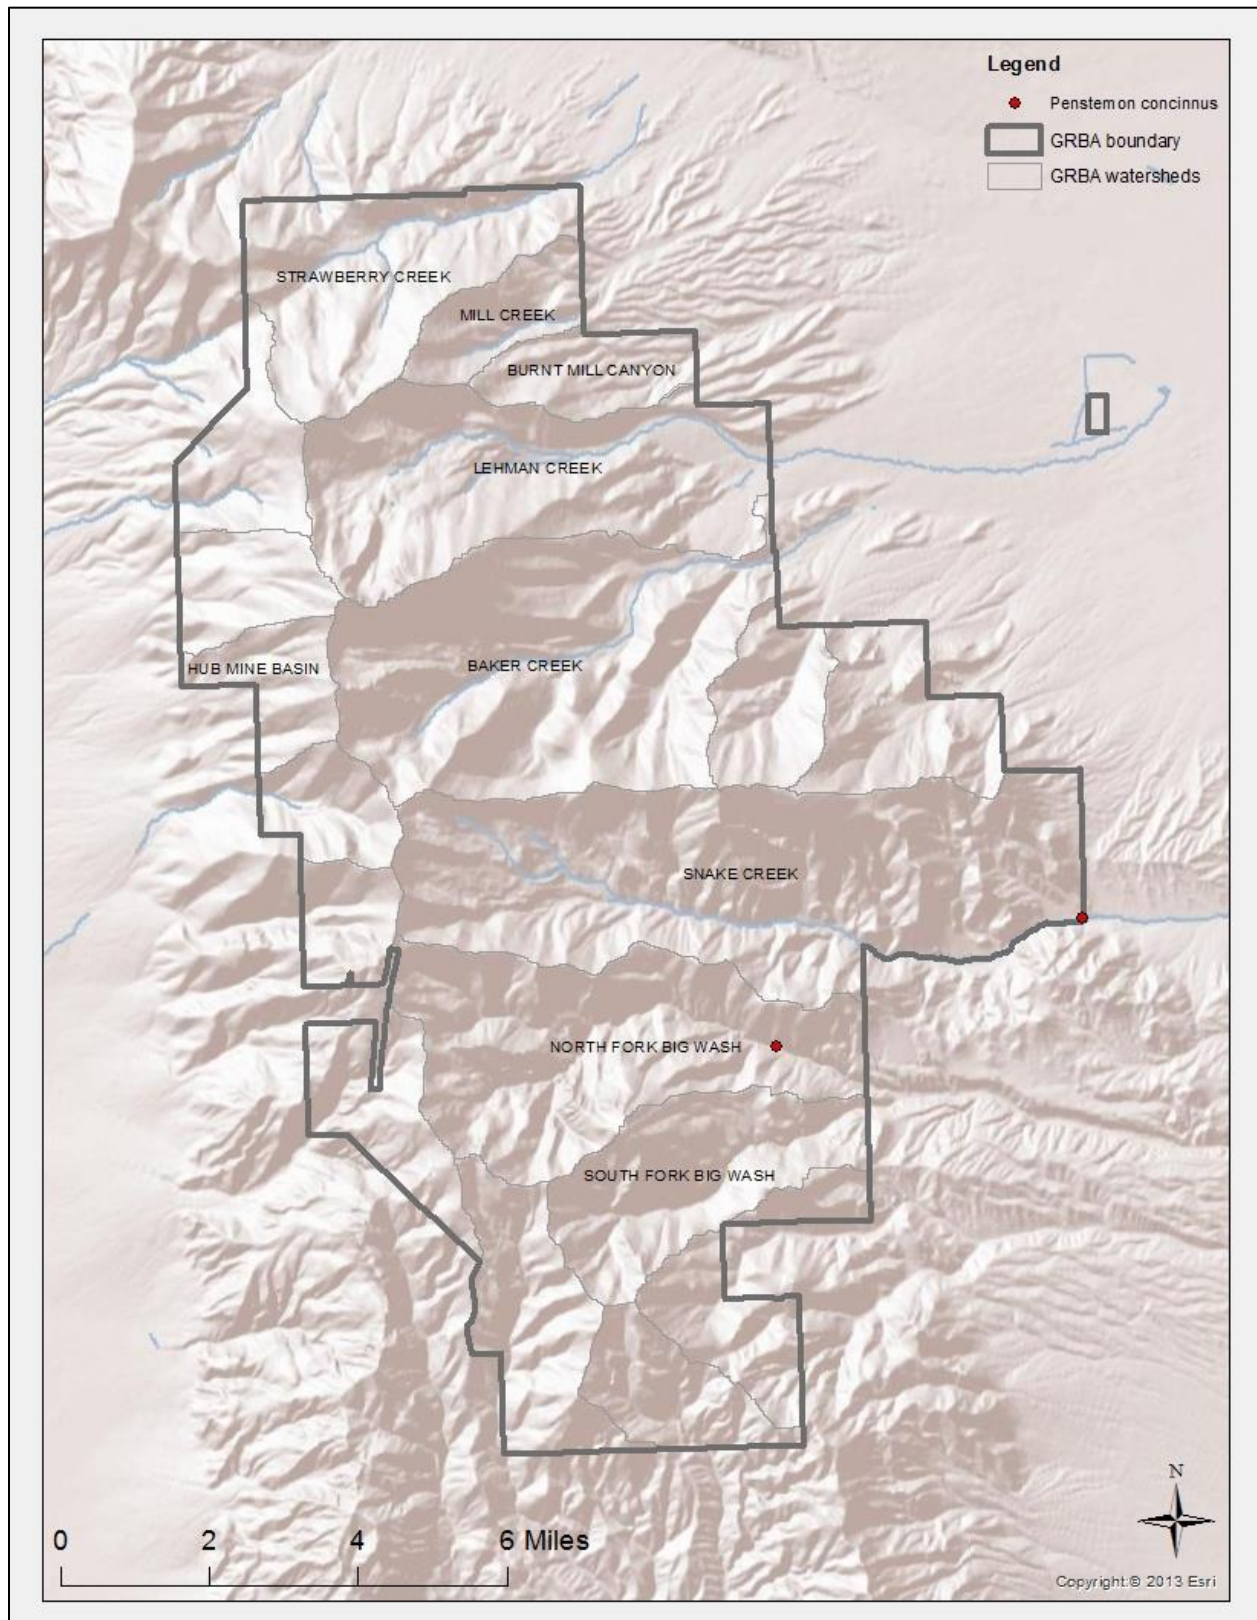 Legend
Penstemon concinnus
GRBA boundary
GRBA watersheds
STRAWBERRY CREEK
MILL CREEK
BURNT MILL CANYON
LEHMAN CREEK
HUB MINE BASIN
BAKER CREEK
SNAKE CREEK
NORTH FORK BIG WASH
SOUTH FORK BIG WASH
N
0 2 4 6 Miles
Copyright:© 2013 Esri